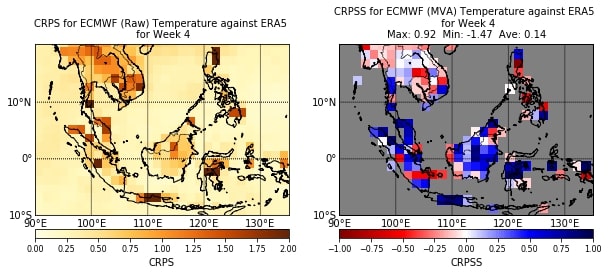 CRPS for ECMWF (Raw) Temperature against ERA5
for Week 4
10°N
0°
10°S
90°E 100°E 110°E 120°E 130°E
0.00 0.25 0.50 0.75 1.00 1.25 1.50 1.75 2.00
CRPS
CRPSS for ECMWF (MVA) Temperature against ERA5
for Week 4
Max: 0.92 Min: -1.47 Ave: 0.14
10°N
0°
10°S
90°E 100°E 110°E 120°E 130°E
−1.00 −0.75 −0.50 −0.25 0.00 0.25 0.50 0.75 1.00
CRPSS